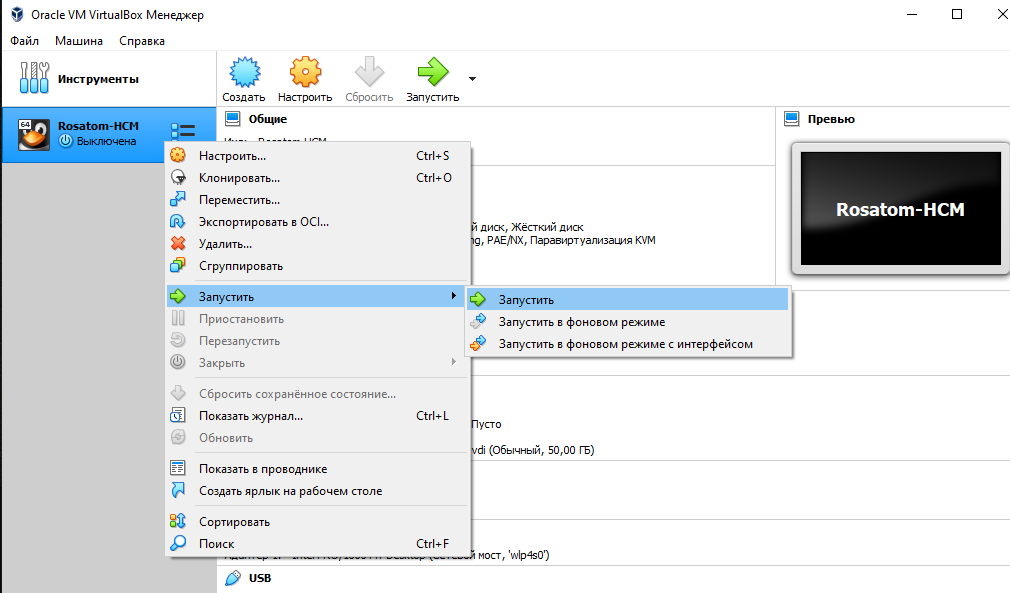 Oracle VM VirtualBox Менеджер
Файл Машина Справка
Инструменты
Создать Настроить Сбросить Запустить
64
Rosatom-HCM
Выключена
Общие
Превью
Rosatom-HCM
Rosatom-HCM
Настроить... Ctrl+S
Клонировать... Ctrl+O
Переместить...
Экспортировать в OCI...
Удалить...
Сгруппировать
Запустить
Приостановить
Перезапустить
Закрыть
Сбросить сохранённое состояние...
Показать журнал... Ctrl+L
Обновить
Показать в проводнике
Создать ярлык на рабочем столе
Сортировать
Поиск Ctrl+F
Запустить
Запустить в фоновом режиме
Запустить в фоновом режиме с интерфейсом
й диск, Жёсткий диск
ng, PAE/NX, Паравиртуализация KVM
Пусто
vdi (Обычный, 50,00 ГБ)
'wlp4s0')
USB